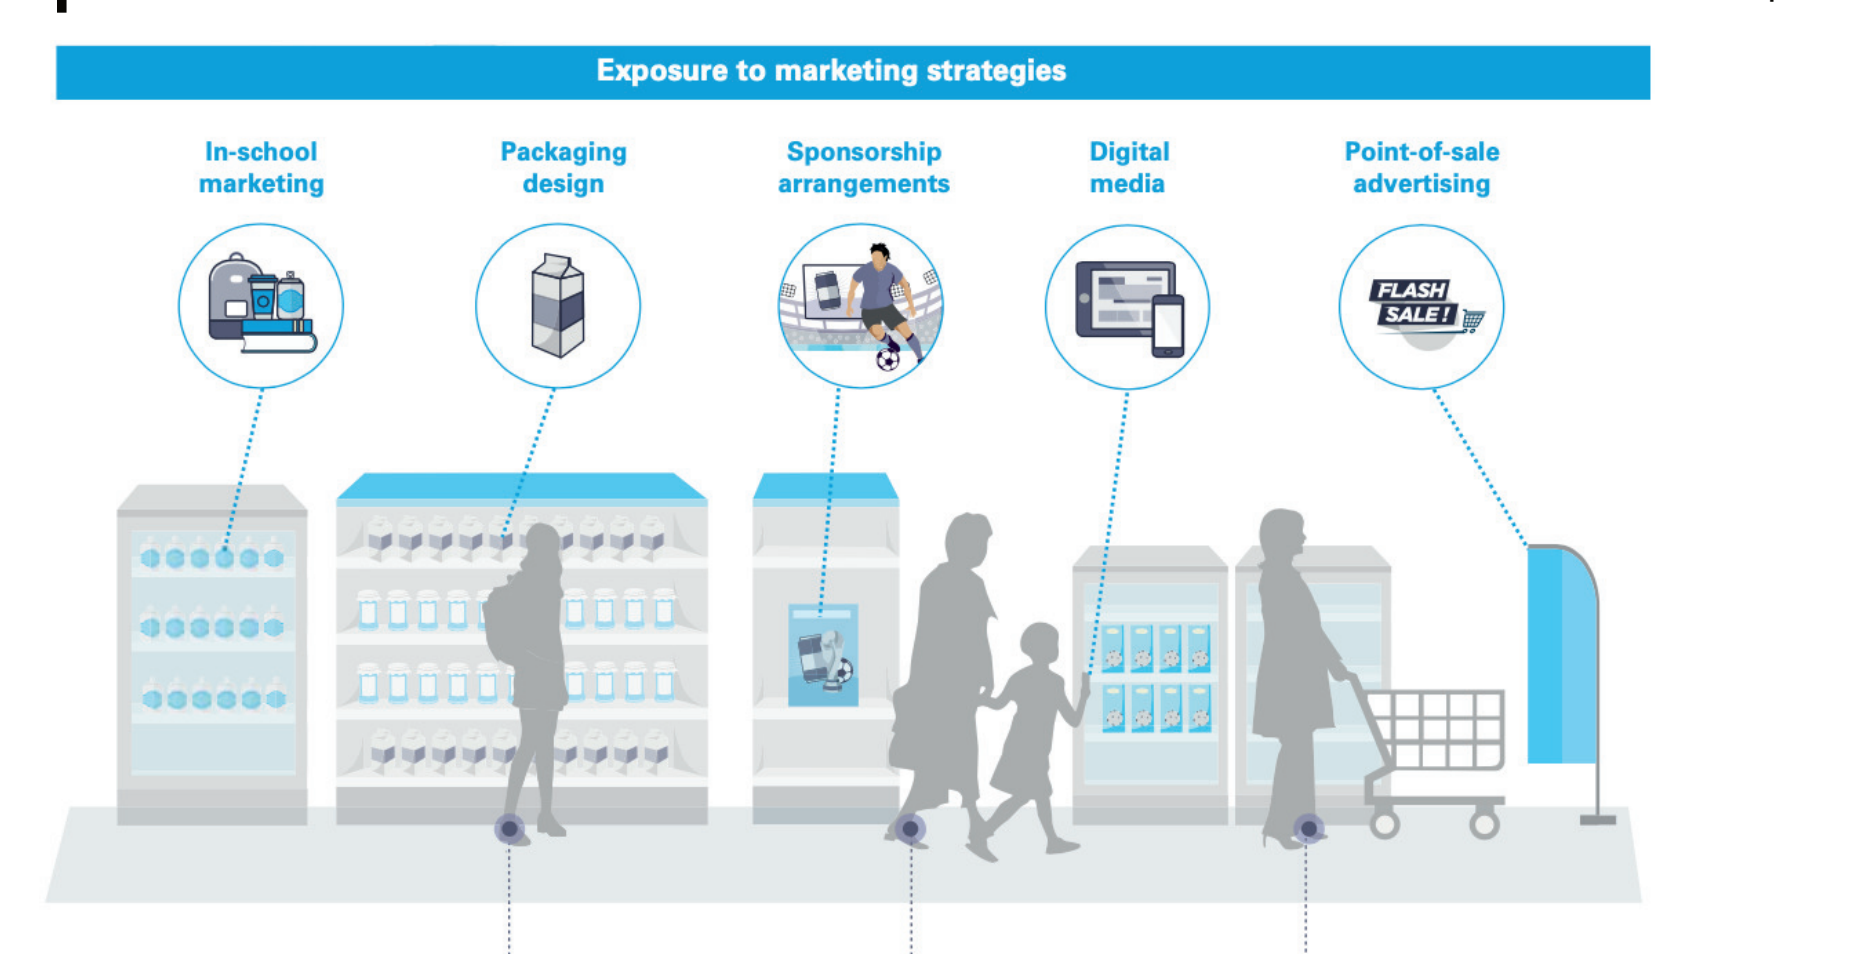 Exposure to marketing strategies
In-school
marketing
Packaging
design
Sponsorship
arrangements
Digital
media
Point-of-sale
advertising
FLASH
SALE!